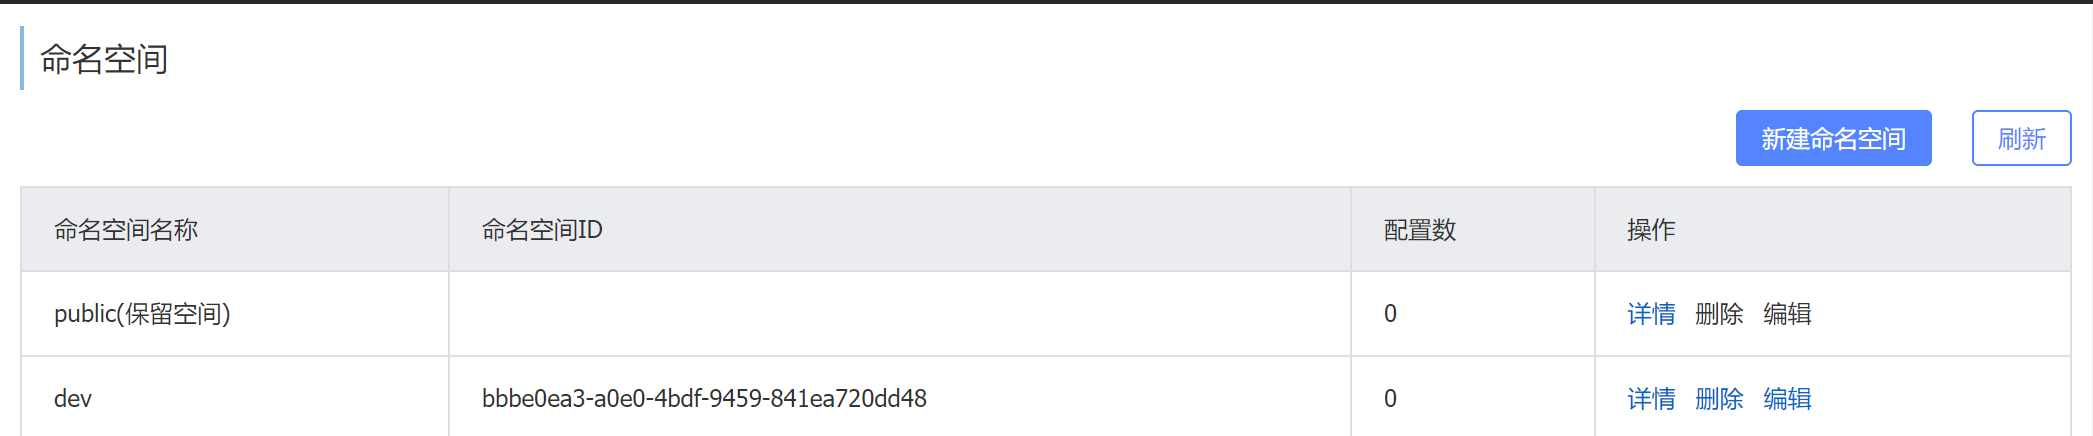 命名空间
新建命名空间 刷新
命名空间名称 命名空间ID 配置数 操作
public(保留空间) 0 详情 删除 编辑
dev bbbe0ea3-a0e0-4bdf-9459-841ea720dd48 0 详情 删除 编辑